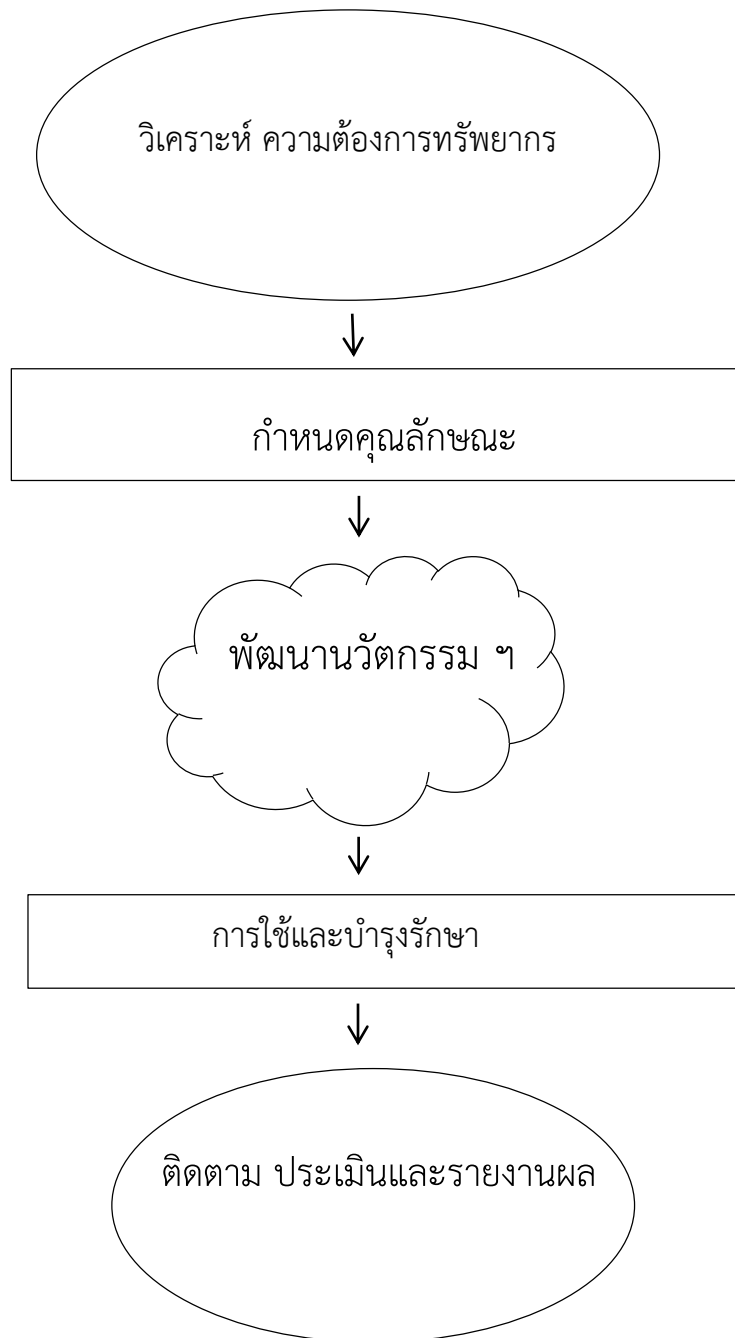 วิเคราะห์ ความต้องการทรัพยากร
กำหนดคุณลักษณะ
พัฒนานวัตกรรม ฯ
การใช้และบำรุงรักษา
ติดตาม ประเมินและรายงานผล